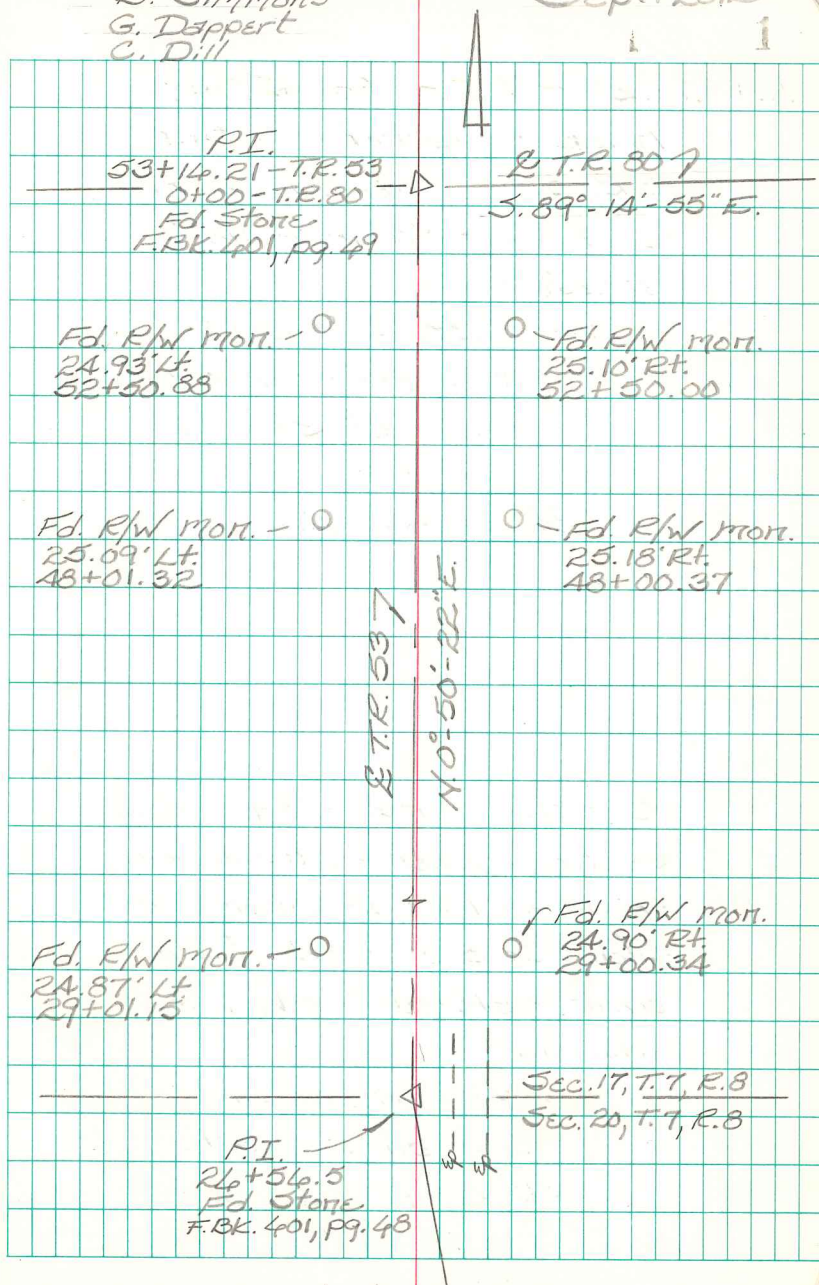 Simmons
G. Dappert
C. Dill
1
P.I.
53+16.21-T.R.53
0+00-T.R.80
Fd. Stone
F.BK. 401, pg. 49
℄ T.R. 80
S.89°-14'-55"E.
Fd. R/W mon.
24.93' Lt.
52+50.88
Fd. R/W mon.
25.10' Rt.
52+50.00
Fd. R/W mon.
25.09' Lt.
48+01.32
Fd. R/W mon.
25.18' Rt.
48+00.37
℄ T.R. 53
N.0°-50'-22"E.
Fd. R/W mon.
24.87' Lt.
29+01.15
Fd. R/W mon.
24.90' Rt.
29+00.34
Sec. 17, T.7, R.8
Sec. 20, T.7, R.8
P.I.
26+56.5
Fd. Stone
F.BK. 401, pg. 48